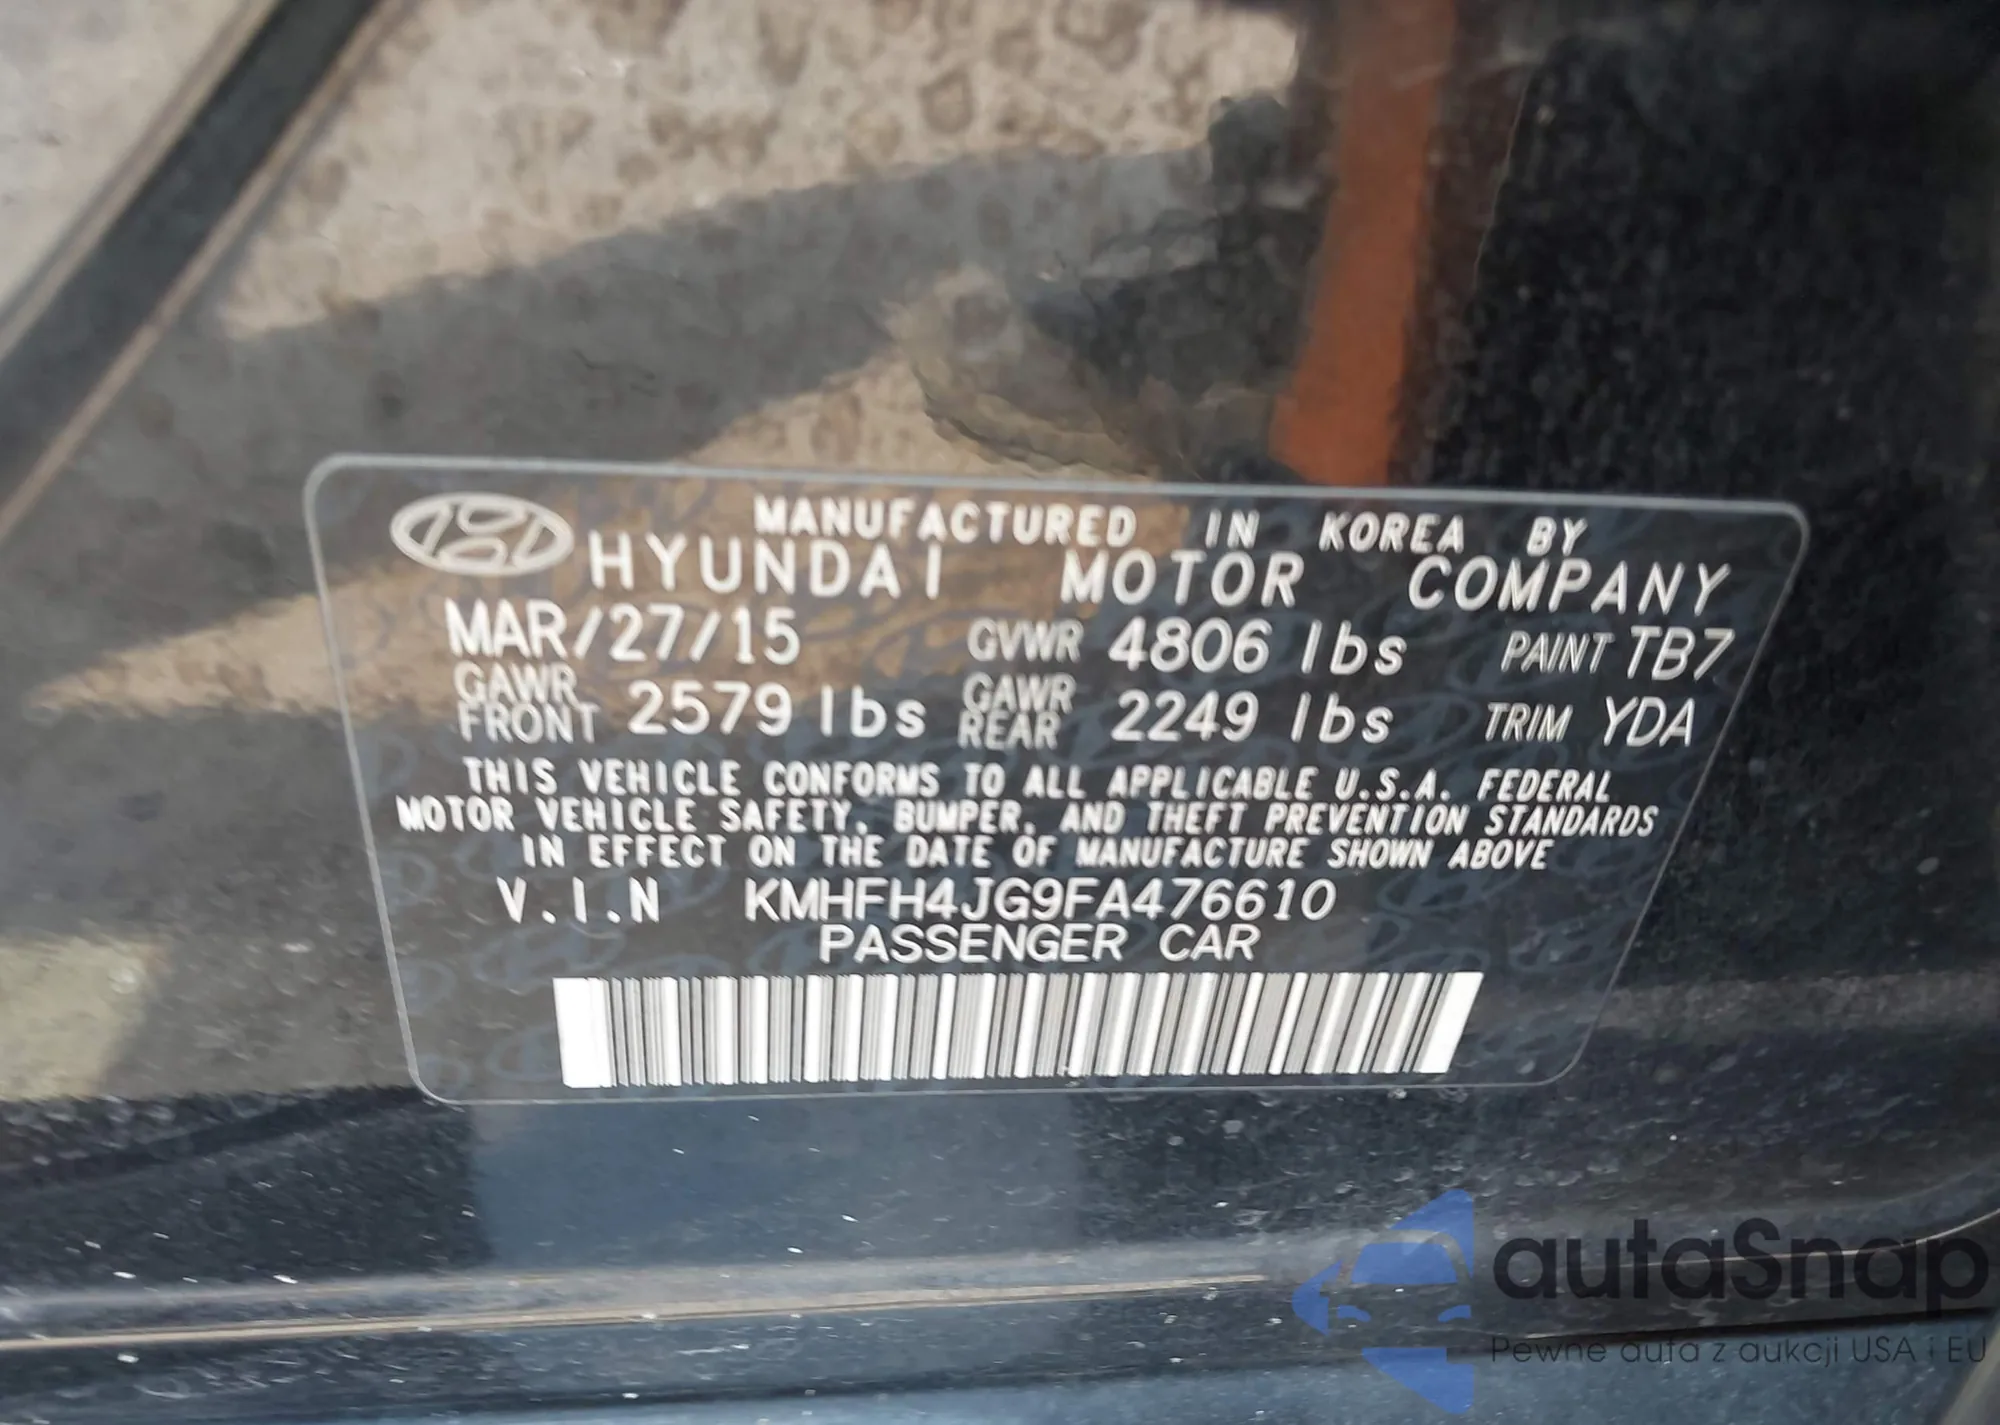 MANUFACTURED IN KOREA BY
HYUNDAI MOTOR COMPANY
MAR/27/15 GVWR 4806 lbs PAINT TB7
GAWR FRONT 2579 lbs GAWR REAR 2249 lbs TRIM YDA
THIS VEHICLE CONFORMS TO ALL APPLICABLE U.S.A. FEDERAL
MOTOR VEHICLE SAFETY, BUMPER, AND THEFT PREVENTION STANDARDS
IN EFFECT ON THE DATE OF MANUFACTURE SHOWN ABOVE
V.I.N KMHFH4JG9FA476610
PASSENGER CAR
autaSnap
Pewne auta z aukcji USA i EU